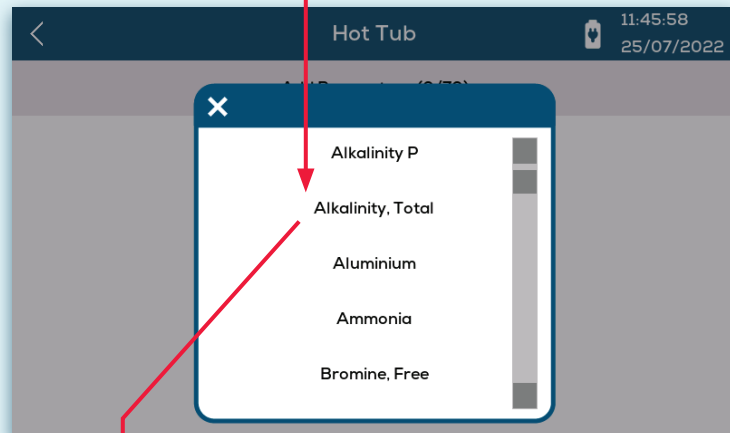 Hot Tub
11:45:58
25/07/2022
Alkalinity P
Alkalinity, Total
Aluminium
Ammonia
Bromine, Free